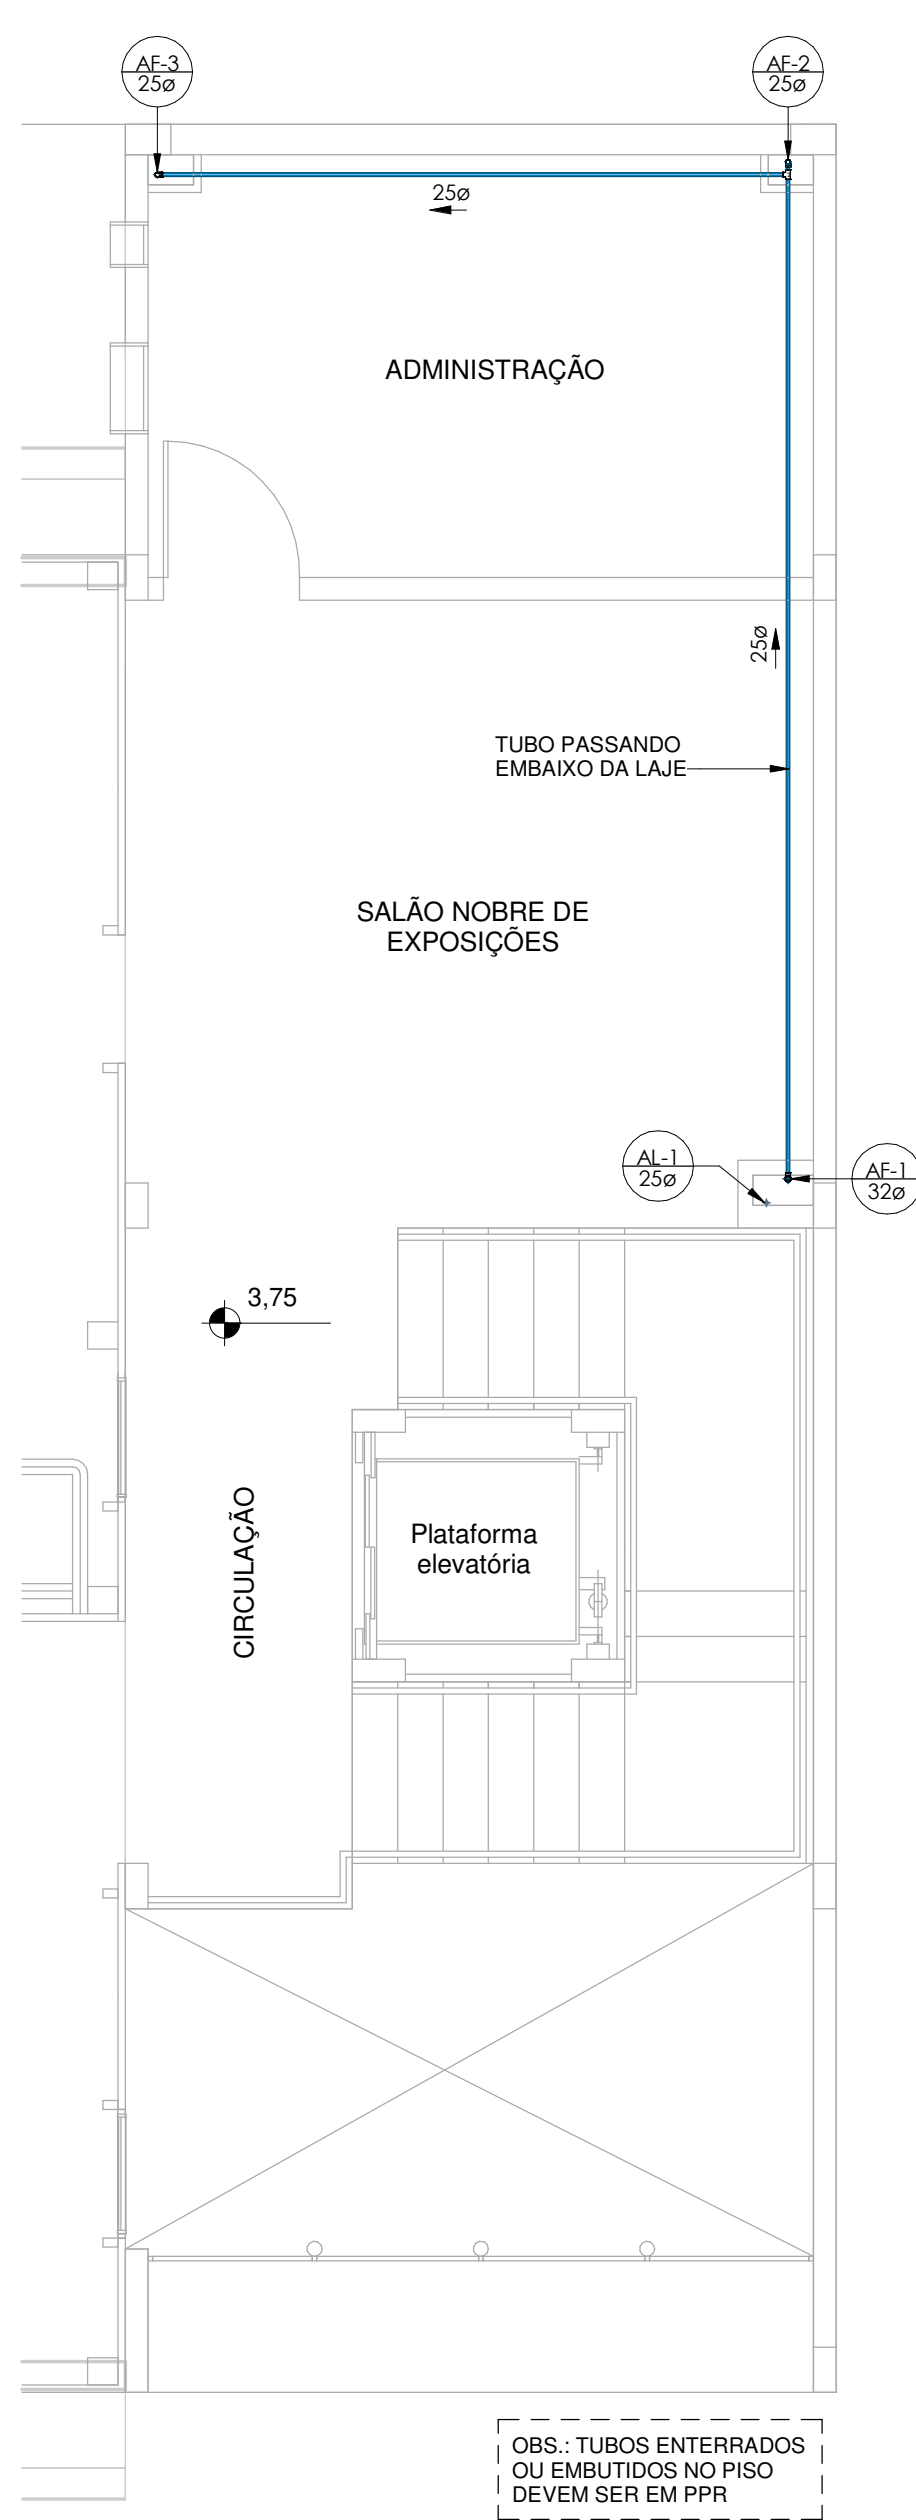 AF-3
25ø
AF-2
25ø
25ø
ADMINISTRAÇÃO
25ø
TUBO PASSANDO
EMBAIXO DA LAJE
SALÃO NOBRE DE
EXPOSIÇÕES
AL-1
25ø
AF-1
32ø
3,75
CIRCULAÇÃO
Plataforma
elevatória
OBS.: TUBOS ENTERRADOS
OU EMBUTIDOS NO PISO
DEVEM SER EM PPR